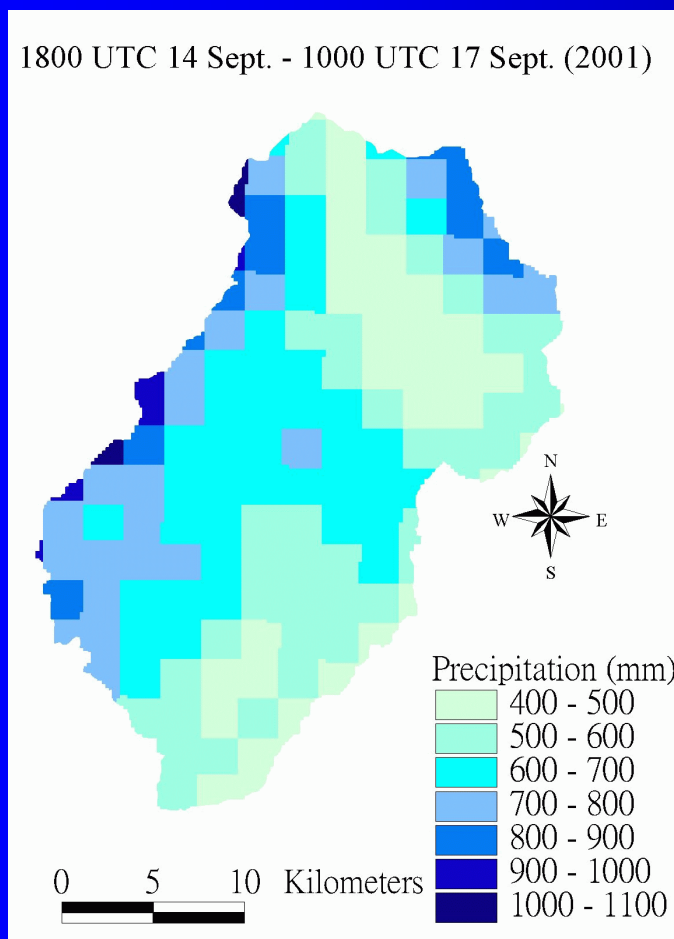 1800 UTC 14 Sept. - 1000 UTC 17 Sept. (2001)
N
W E
S
Precipitation (mm)
400 - 500
500 - 600
600 - 700
700 - 800
800 - 900
900 - 1000
1000 - 1100
0 5 10 Kilometers